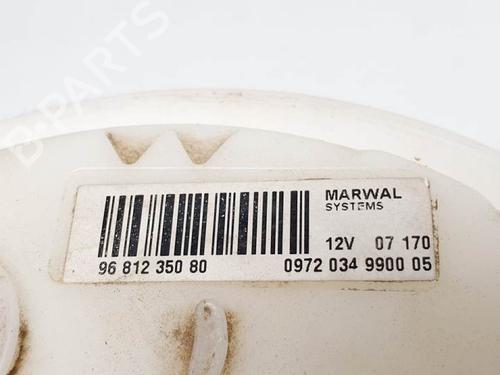 B-PARTS
MARWAL
SYSTEMS
12V 07 170
96 812 350 80 0972 034 9900 05